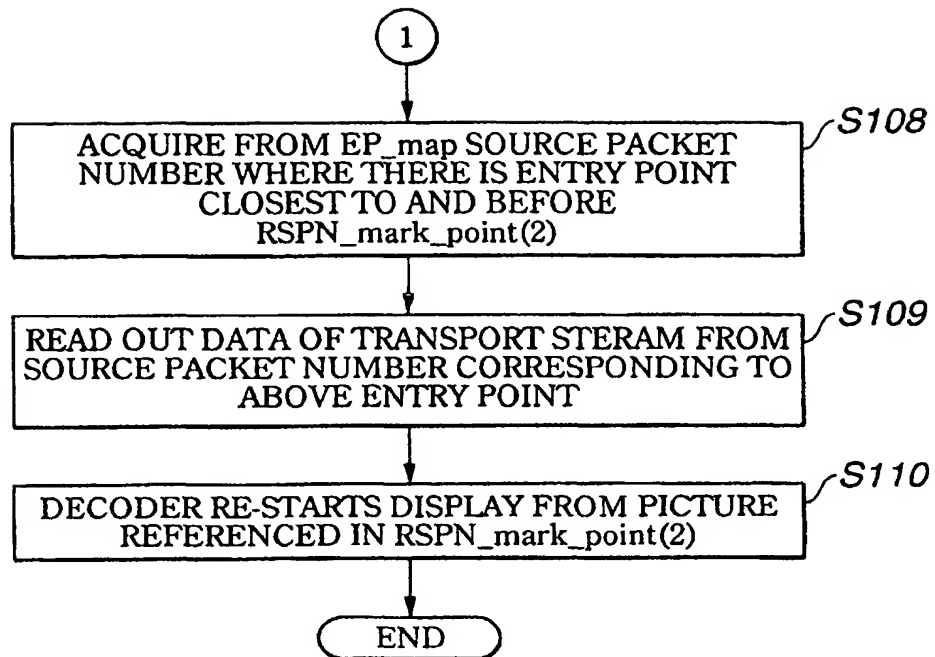 1
S108
ACQUIRE FROM EP_map SOURCE PACKET
NUMBER WHERE THERE IS ENTRY POINT
CLOSEST TO AND BEFORE
RSPN_mark_point(2)
S109
READ OUT DATA OF TRANSPORT STERAM FROM
SOURCE PACKET NUMBER CORRESPONDING TO
ABOVE ENTRY POINT
S110
DECODER RE-STARTS DISPLAY FROM PICTURE
REFERENCED IN RSPN_mark_point(2)
END